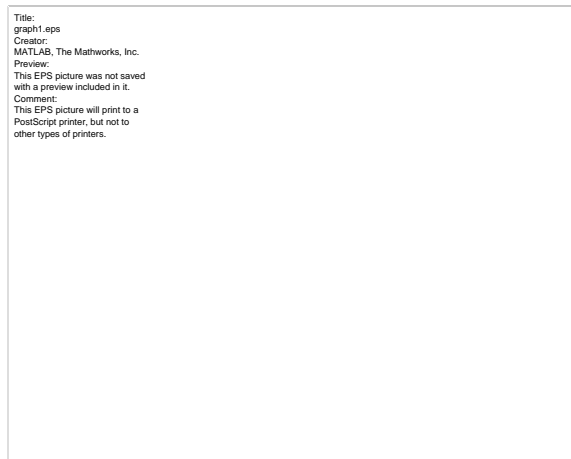 Title:
graph1.eps
Creator:
MATLAB, The Mathworks, Inc.
Preview:
This EPS picture was not saved
with a preview included in it.
Comment:
This EPS picture will print to a
PostScript printer, but not to
other types of printers.